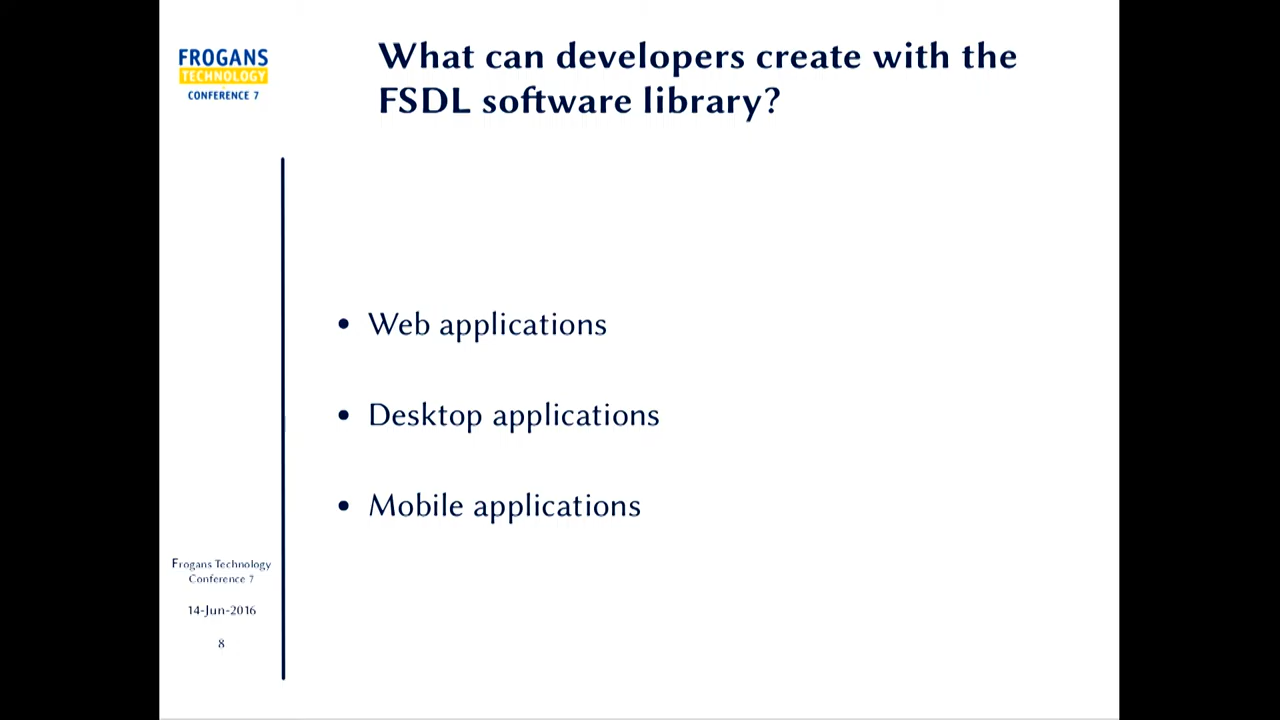 FROGANS
TECHNOLOGY
CONFERENCE 7
What can developers create with the
FSDL software library?
• Web applications
• Desktop applications
• Mobile applications
Frogans Technology
Conference 7
14-Jun-2016
8